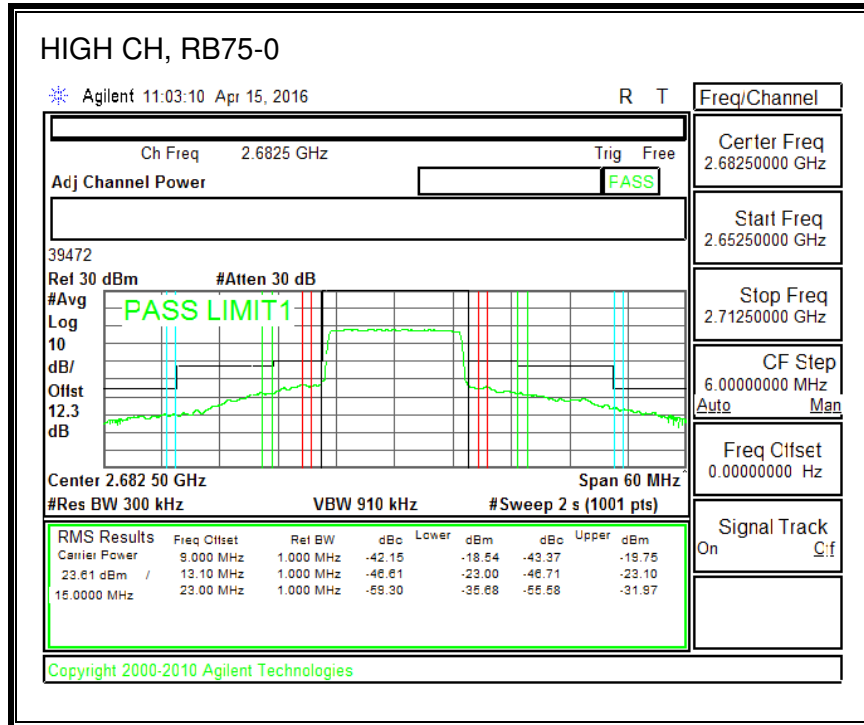 HIGH CH, RB75-0
Agilent 11:03:10 Apr 15, 2016 R T
Freq/Channel
Ch Freq 2.6825 GHz Trig Free
Adj Channel Power PASS
Center Freq
2.68250000 GHz
Start Freq
2.65250000 GHz
39472
Ref 30 dBm #Atten 30 dB
#Avg
Log
10
dB/
Offst
12.3
dB
PASS LIMIT1
Stop Freq
2.71250000 GHz
CF Step
6.00000000 MHz
Auto Man
Center 2.682 50 GHz Span 60 MHz
#Res BW 300 kHz VBW 910 kHz #Sweep 2 s (1001 pts)
Freq Offset
0.00000000 Hz
RMS Results Freq Offset Ref BW dBc Lower dBm dBc Upper dBm
Carrier Power 9.000 MHz 1.000 MHz -42.15 -18.54 -43.37 -19.75
23.61 dBm / 13.10 MHz 1.000 MHz -46.61 -23.00 -46.71 -23.10
15.0000 MHz 23.00 MHz 1.000 MHz -59.30 -35.68 -55.58 -31.97
Signal Track
On Off
Copyright 2000-2010 Agilent Technologies